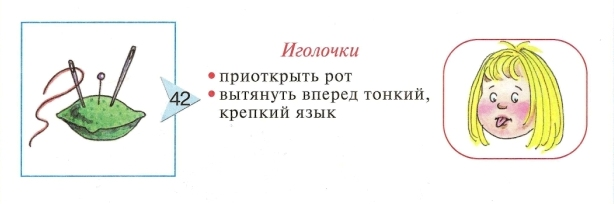 Иголочки
42
• приоткрыть рот
• вытянуть вперед тонкий,
крепкий язык